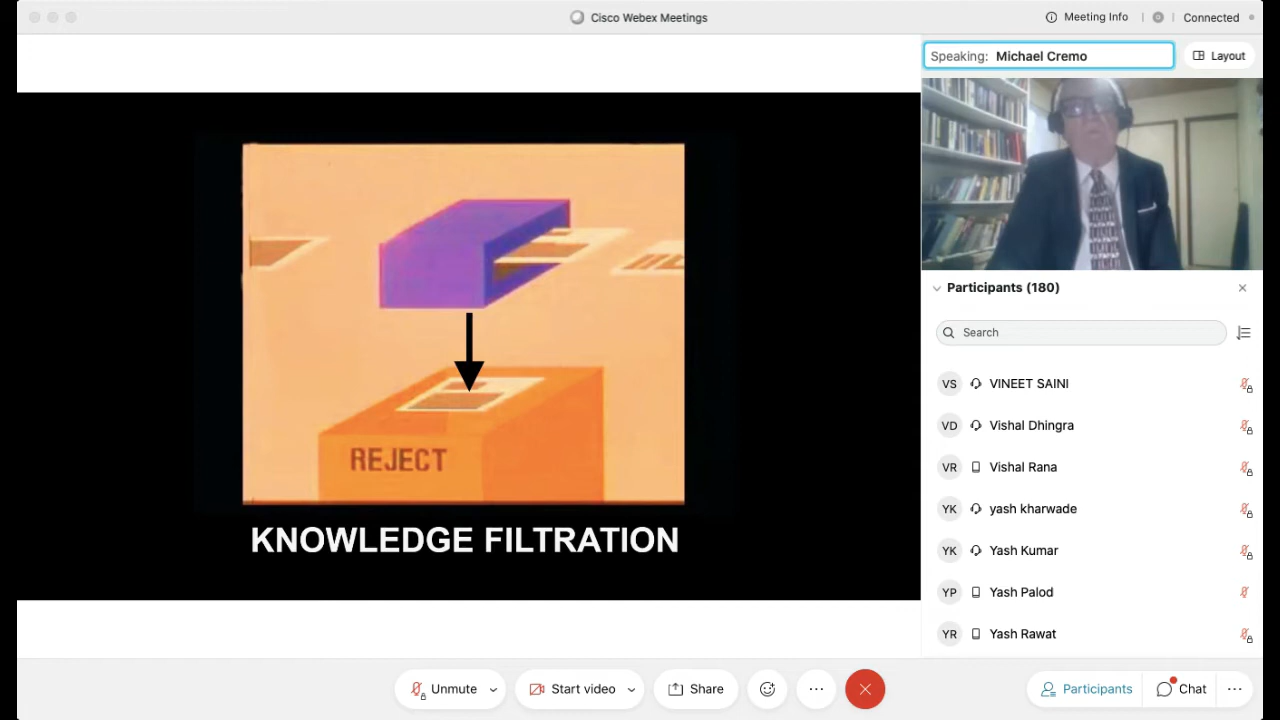 Cisco Webex Meetings
Meeting Info
Connected
Speaking: Michael Cremo
Layout
REJECT
KNOWLEDGE FILTRATION
Participants (180)
Search
VS VINEET SAINI
VD Vishal Dhingra
VR Vishal Rana
YK yash kharwade
YK Yash Kumar
YP Yash Palod
YR Yash Rawat
Unmute
Start video
Share
Participants
Chat